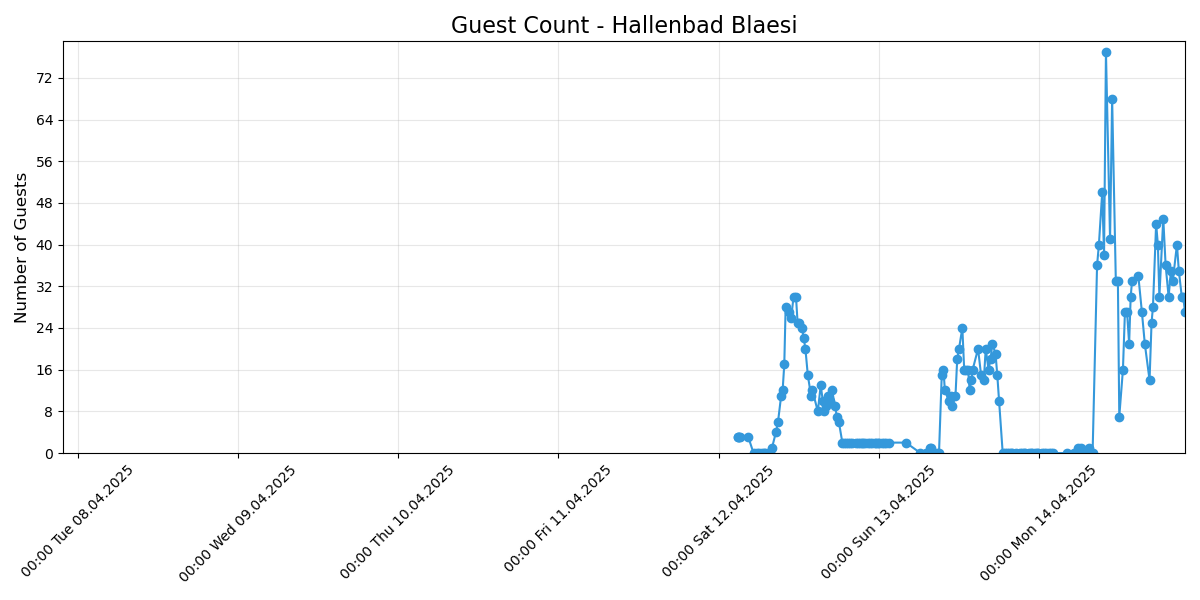 Guest Count - Hallenbad Blaesi
Number of Guests
72
64
56
48
40
32
24
16
8
0
00:00 Tue 08.04.2025
00:00 Wed 09.04.2025
00:00 Thu 10.04.2025
00:00 Fri 11.04.2025
00:00 Sat 12.04.2025
00:00 Sun 13.04.2025
00:00 Mon 14.04.2025